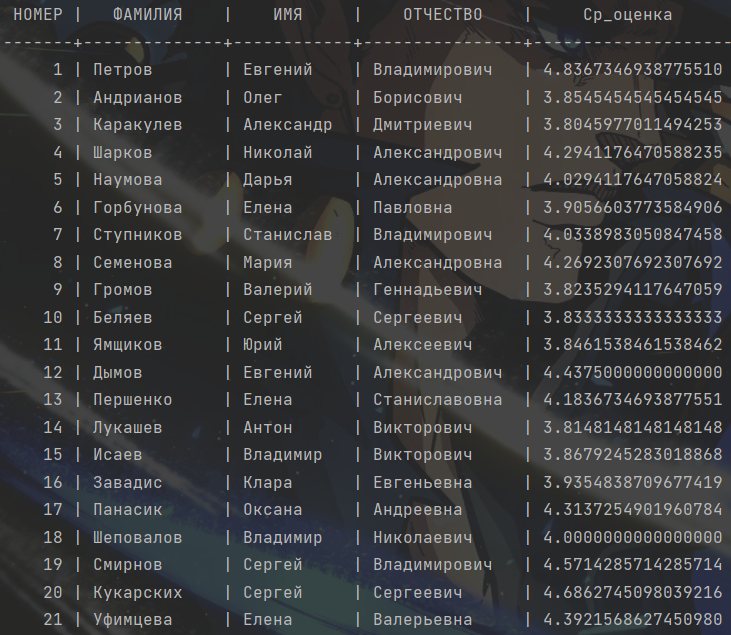 НОМЕР | ФАМИЛИЯ | ИМЯ | ОТЧЕСТВО | Ср_оценка
-------+---------------+-------------+-----------------+--------------------
1 | Петров | Евгений | Владимирович | 4.8367346938775510
2 | Андрианов | Олег | Борисович | 3.8545454545454545
3 | Каракулев | Александр | Дмитриевич | 3.8045977011494253
4 | Шарков | Николай | Александрович | 4.2941176470588235
5 | Наумова | Дарья | Александровна | 4.0294117647058824
6 | Горбунова | Елена | Павловна | 3.9056603773584906
7 | Ступников | Станислав | Владимирович | 4.0338983050847458
8 | Семенова | Мария | Александровна | 4.2692307692307692
9 | Громов | Валерий | Геннадьевич | 3.8235294117647059
10 | Беляев | Сергей | Сергеевич | 3.8333333333333333
11 | Ямщиков | Юрий | Алексеевич | 3.8461538461538462
12 | Дымов | Евгений | Александрович | 4.4375000000000000
13 | Першенко | Елена | Станиславовна | 4.1836734693877551
14 | Лукашев | Антон | Викторович | 3.8148148148148148
15 | Исаев | Владимир | Викторович | 3.8679245283018868
16 | Завадис | Клара | Евгеньевна | 3.9354838709677419
17 | Панасик | Оксана | Андреевна | 4.3137254901960784
18 | Шеповалов | Владимир | Николаевич | 4.0000000000000000
19 | Смирнов | Сергей | Владимирович | 4.5714285714285714
20 | Кукарских | Сергей | Сергеевич | 4.6862745098039216
21 | Уфимцева | Елена | Валерьевна | 4.3921568627450980